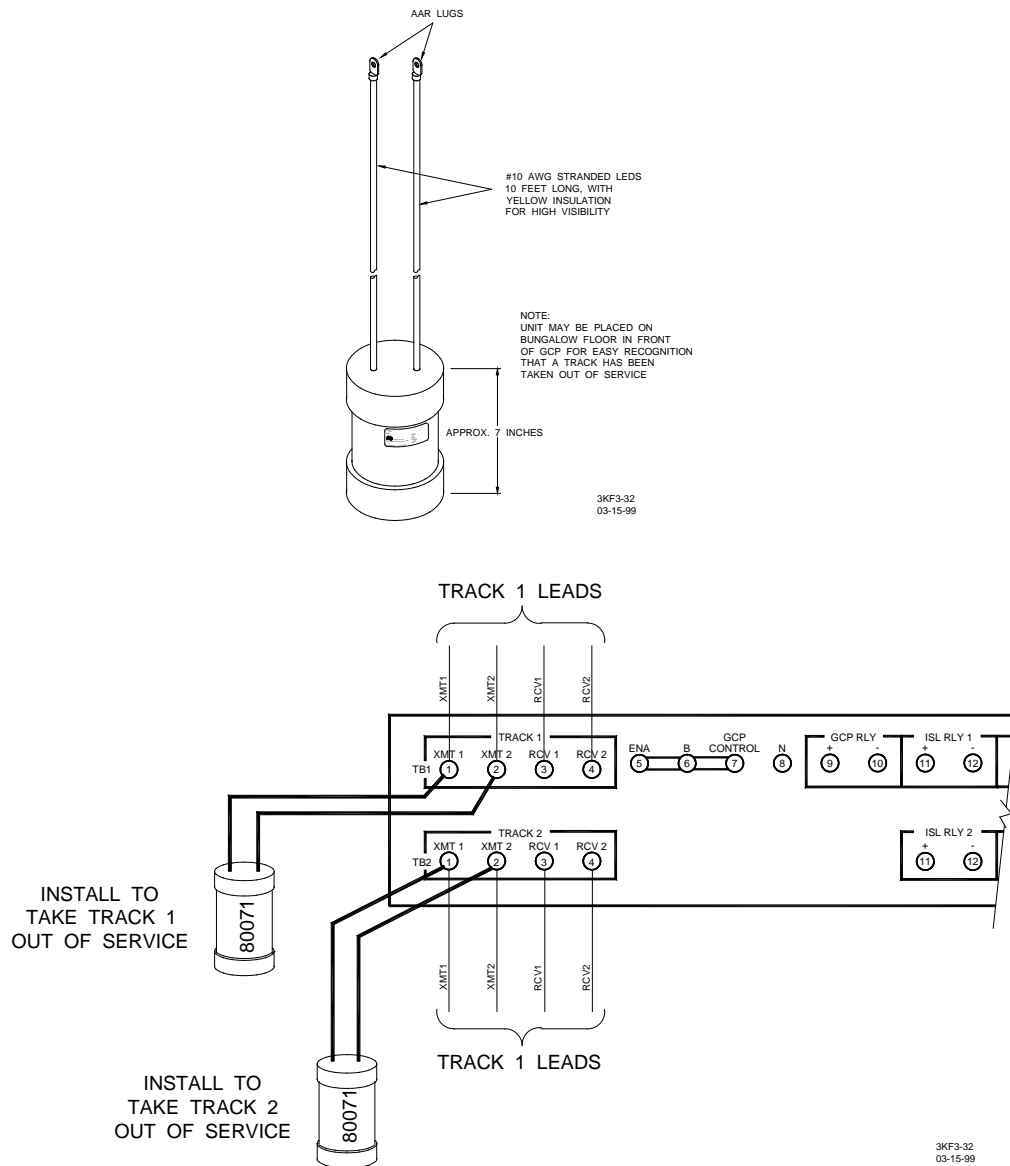 AAR LUGS
#10 AWG STRANDED LEDS
10 FEET LONG, WITH
YELLOW INSULATION
FOR HIGH VISIBILITY
NOTE:
UNIT MAY BE PLACED ON
BUNGALOW FLOOR IN FRONT
OF GCP FOR EASY RECOGNITION
THAT A TRACK HAS BEEN
TAKEN OUT OF SERVICE
APPROX. 7 INCHES
3KF3-32
03-15-99
TRACK 1 LEADS
XMT1
XMT2
RCV1
RCV2
TRACK 1
XMT 1 XMT 2 RCV 1 RCV 2
TB1 1 2 3 4
ENA B GCP CONTROL N
5 6 7 8
GCP RLY
+ -
9 10
ISL RLY 1
+ -
11 12
TRACK 2
XMT 1 XMT 2 RCV 1 RCV 2
TB2 1 2 3 4
ISL RLY 2
+ -
11 12
INSTALL TO
TAKE TRACK 1
OUT OF SERVICE
80071
XMT1
XMT2
RCV1
RCV2
TRACK 1 LEADS
INSTALL TO
TAKE TRACK 2
OUT OF SERVICE
80071
3KF3-32
03-15-99